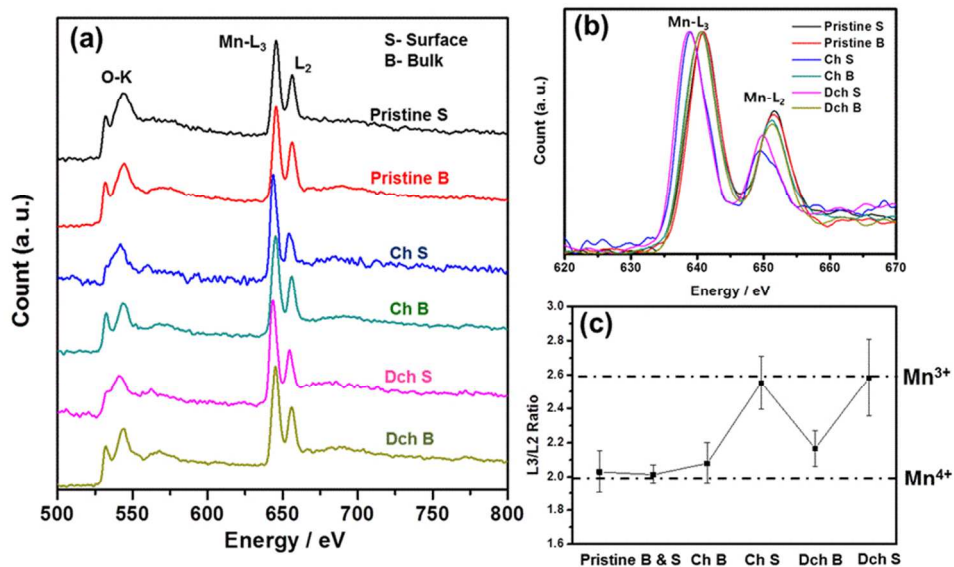 (a)
S- Surface
B- Bulk
Mn-L3
L2
O-K
Pristine S
Pristine B
Ch S
Ch B
Dch S
Dch B
Count (a. u.)
500 550 600 650 700 750 800
Energy / eV
(b)
Mn-L3
Mn-L2
Pristine S
Pristine B
Ch S
Ch B
Dch S
Dch B
Count (a. u.)
620 630 640 650 660 670
Energy / eV
(c)
L3/L2 Ratio
3.0
2.8
2.6
2.4
2.2
2.0
1.8
1.6
Mn3+
Mn4+
Pristine B & S Ch B Ch S Dch B Dch S